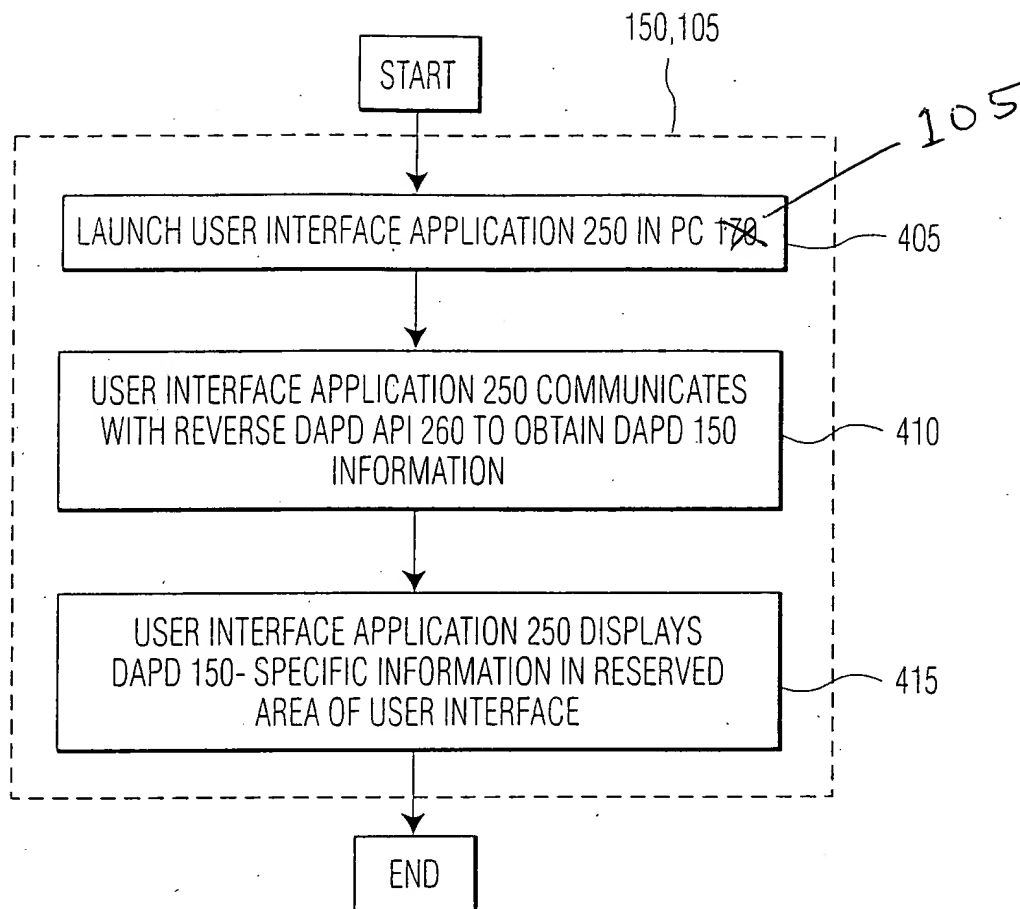 150,105
START
105
LAUNCH USER INTERFACE APPLICATION 250 IN PC 170
405
USER INTERFACE APPLICATION 250 COMMUNICATES
WITH REVERSE DAPD API 260 TO OBTAIN DAPD 150
INFORMATION
410
USER INTERFACE APPLICATION 250 DISPLAYS
DAPD 150- SPECIFIC INFORMATION IN RESERVED
AREA OF USER INTERFACE
415
END